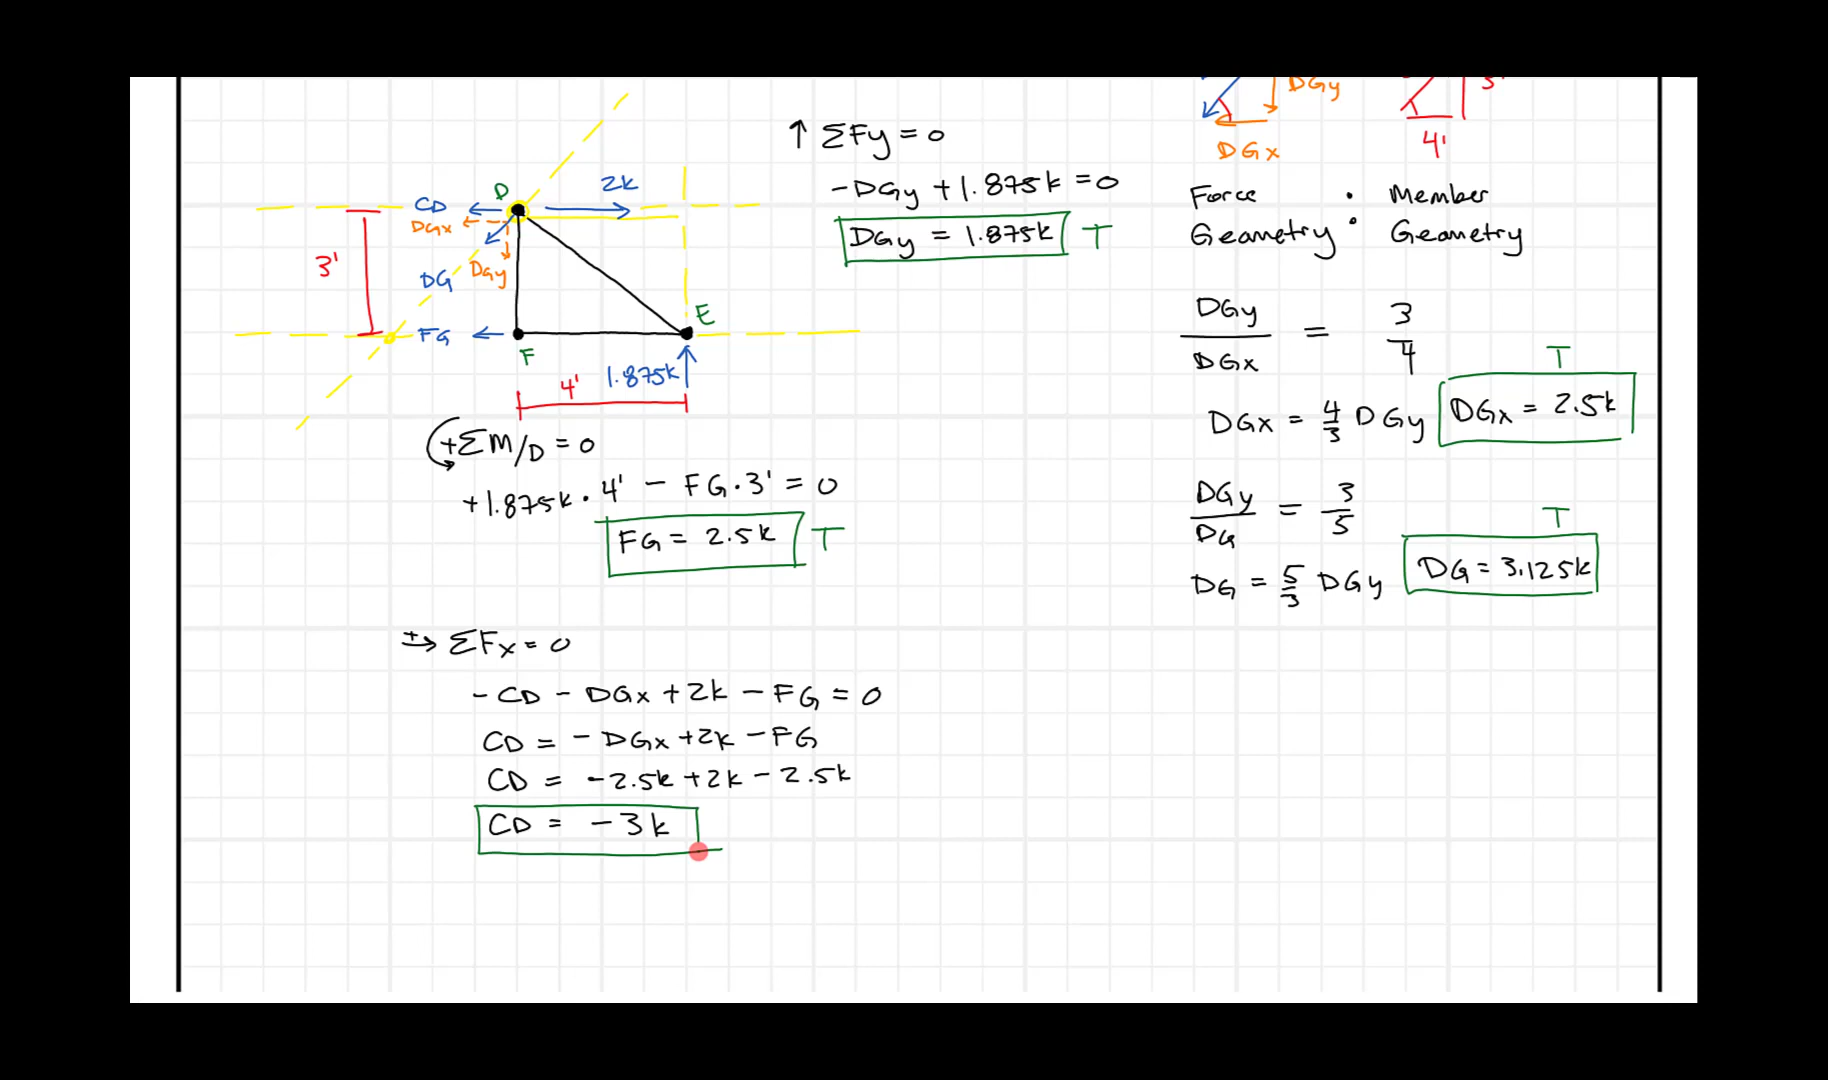 D
2k
CD
DGx
3'
DG
DGy
FG
F
E
1.875k
4'
+ΣM/D = 0
+1.875k · 4' - FG · 3' = 0
FG = 2.5k T
+→ ΣFx = 0
- CD - DGx + 2k - FG = 0
CD = - DGx + 2k - FG
CD = -2.5k + 2k - 2.5k
CD = -3k
↑ ΣFy = 0
-DGy + 1.875k = 0
DGy = 1.875k T
DGy
DGx
3'
4'
Force : Member
Geometry Geometry
DGy/DGx = 3/4
DGx = 4/3 DGy DGx = 2.5k T
DGy/DG = 3/5
DG = 5/3 DGy DG = 3.125k T